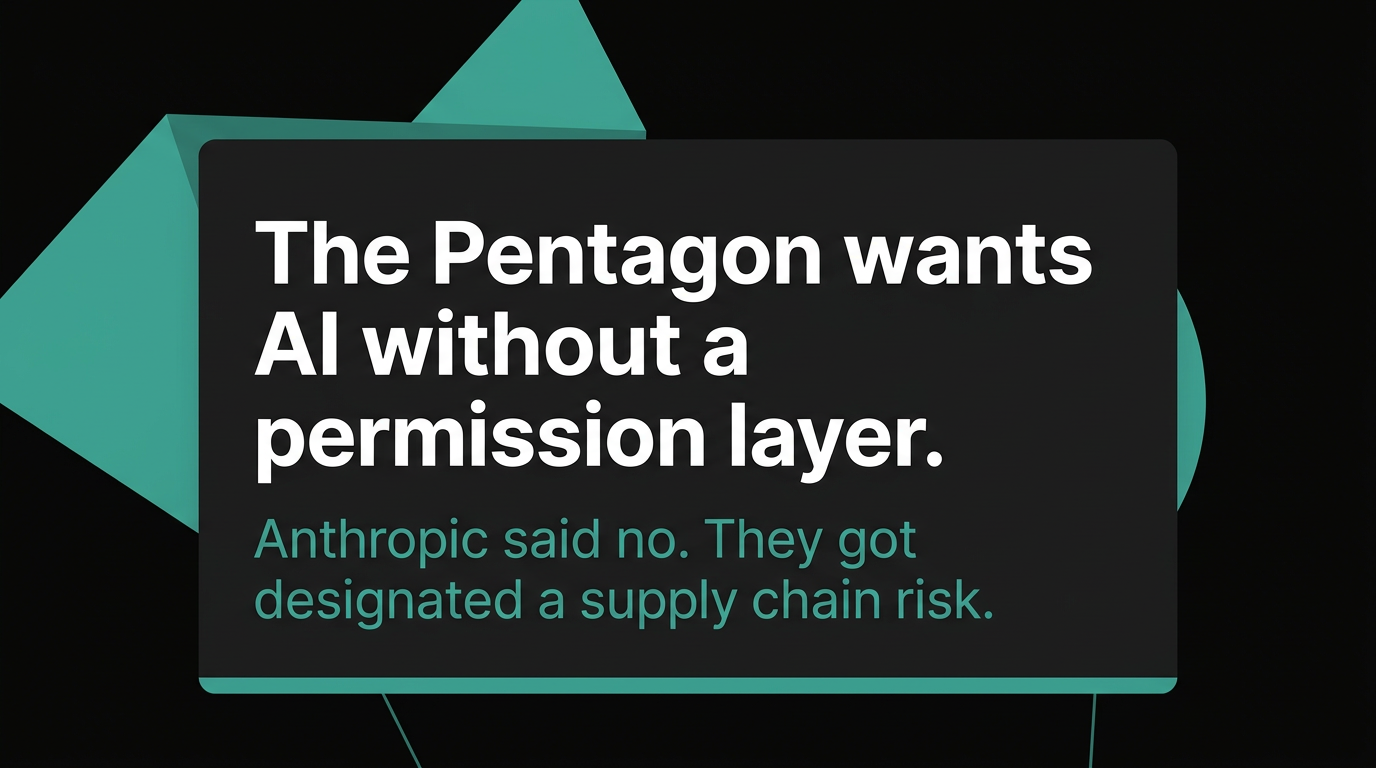 The Pentagon wants
AI without a
permission layer.
Anthropic said no. They got
designated a supply chain risk.